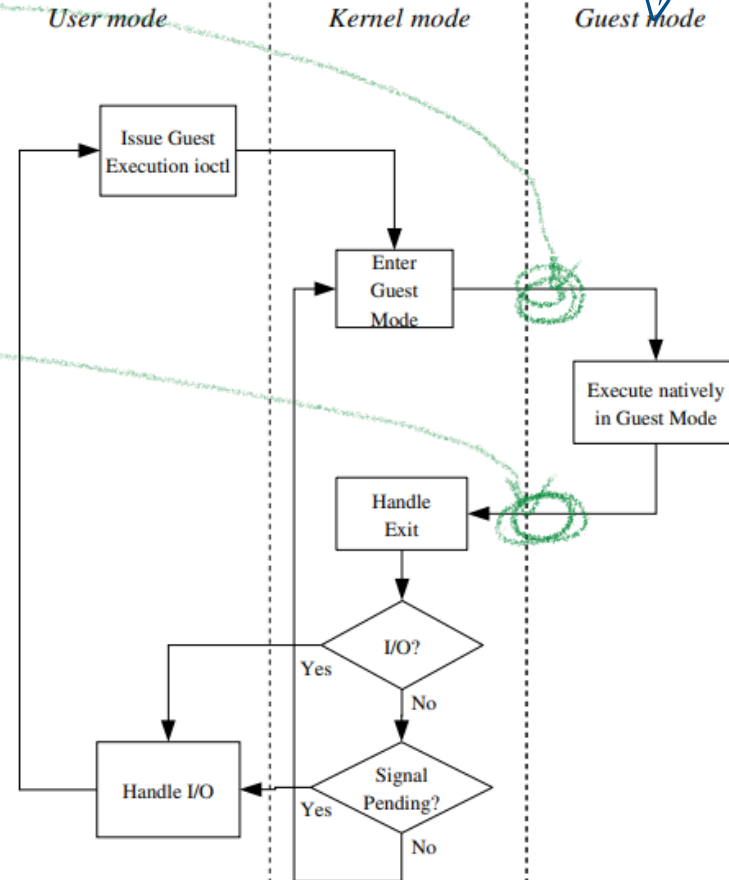 User mode
Kernel mode
Guest mode
Issue Guest
Execution ioctl
Enter
Guest
Mode
Execute natively
in Guest Mode
Handle
Exit
I/O?
Yes
No
Handle I/O
Signal
Pending?
Yes
No